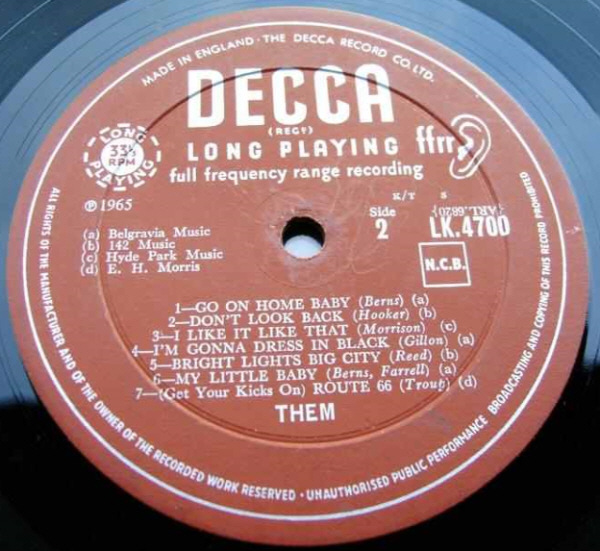 MADE IN ENGLAND · THE DECCA RECORD CO. LTD.
DECCA
(REGD)
LONG PLAYING 33⅓ RPM
LONG PLAYING ffrr
full frequency range recording
℗ 1965
K/T S
Side 2
(ARL.6820)
LK.4700
N.C.B.
(a) Belgravia Music
(b) 142 Music
(c) Hyde Park Music
(d) E. H. Morris
1—GO ON HOME BABY (Berns) (a)
2—DON'T LOOK BACK (Hooker) (b)
3—I LIKE IT LIKE THAT (Morrison) (c)
4—I'M GONNA DRESS IN BLACK (Gillon) (a)
5—BRIGHT LIGHTS BIG CITY (Reed) (b)
6—MY LITTLE BABY (Berns, Farrell) (a)
7—(Get Your Kicks On) ROUTE 66 (Troup) (d)
THEM
ALL RIGHTS OF THE MANUFACTURER AND OF THE OWNER OF THE RECORDED WORK RESERVED · UNAUTHORISED PUBLIC PERFORMANCE BROADCASTING AND COPYING OF THIS RECORD PROHIBITED